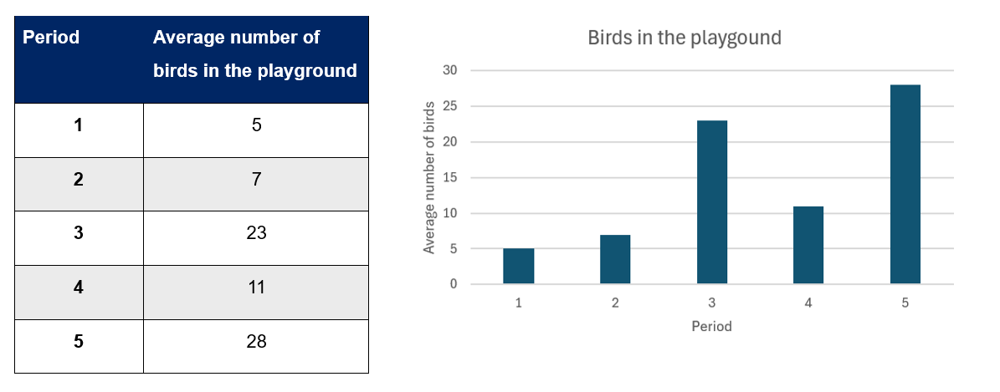 Period Average number of
birds in the playground
1 5
2 7
3 23
4 11
5 28
Birds in the playgound
Average number of birds
30
25
20
15
10
5
0
1 2 3 4 5
Period